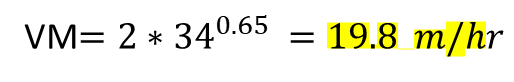 VM= 2 * 34^0.65 = 19.8 m/hr